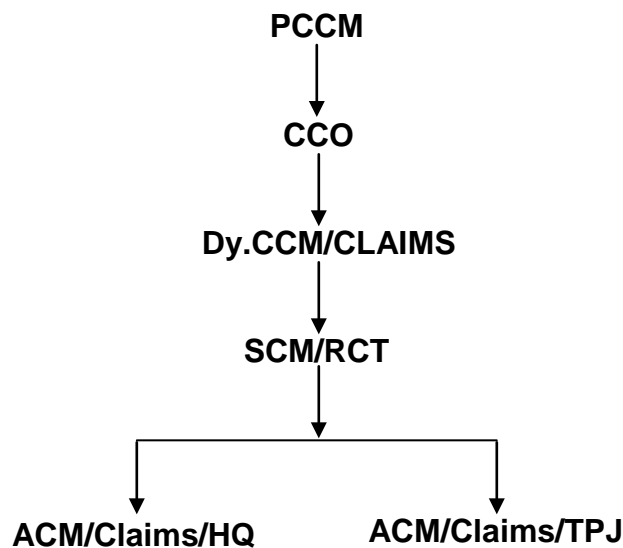 PCCM
CCO
Dy.CCM/CLAIMS
SCM/RCT
ACM/Claims/HQ
ACM/Claims/TPJ